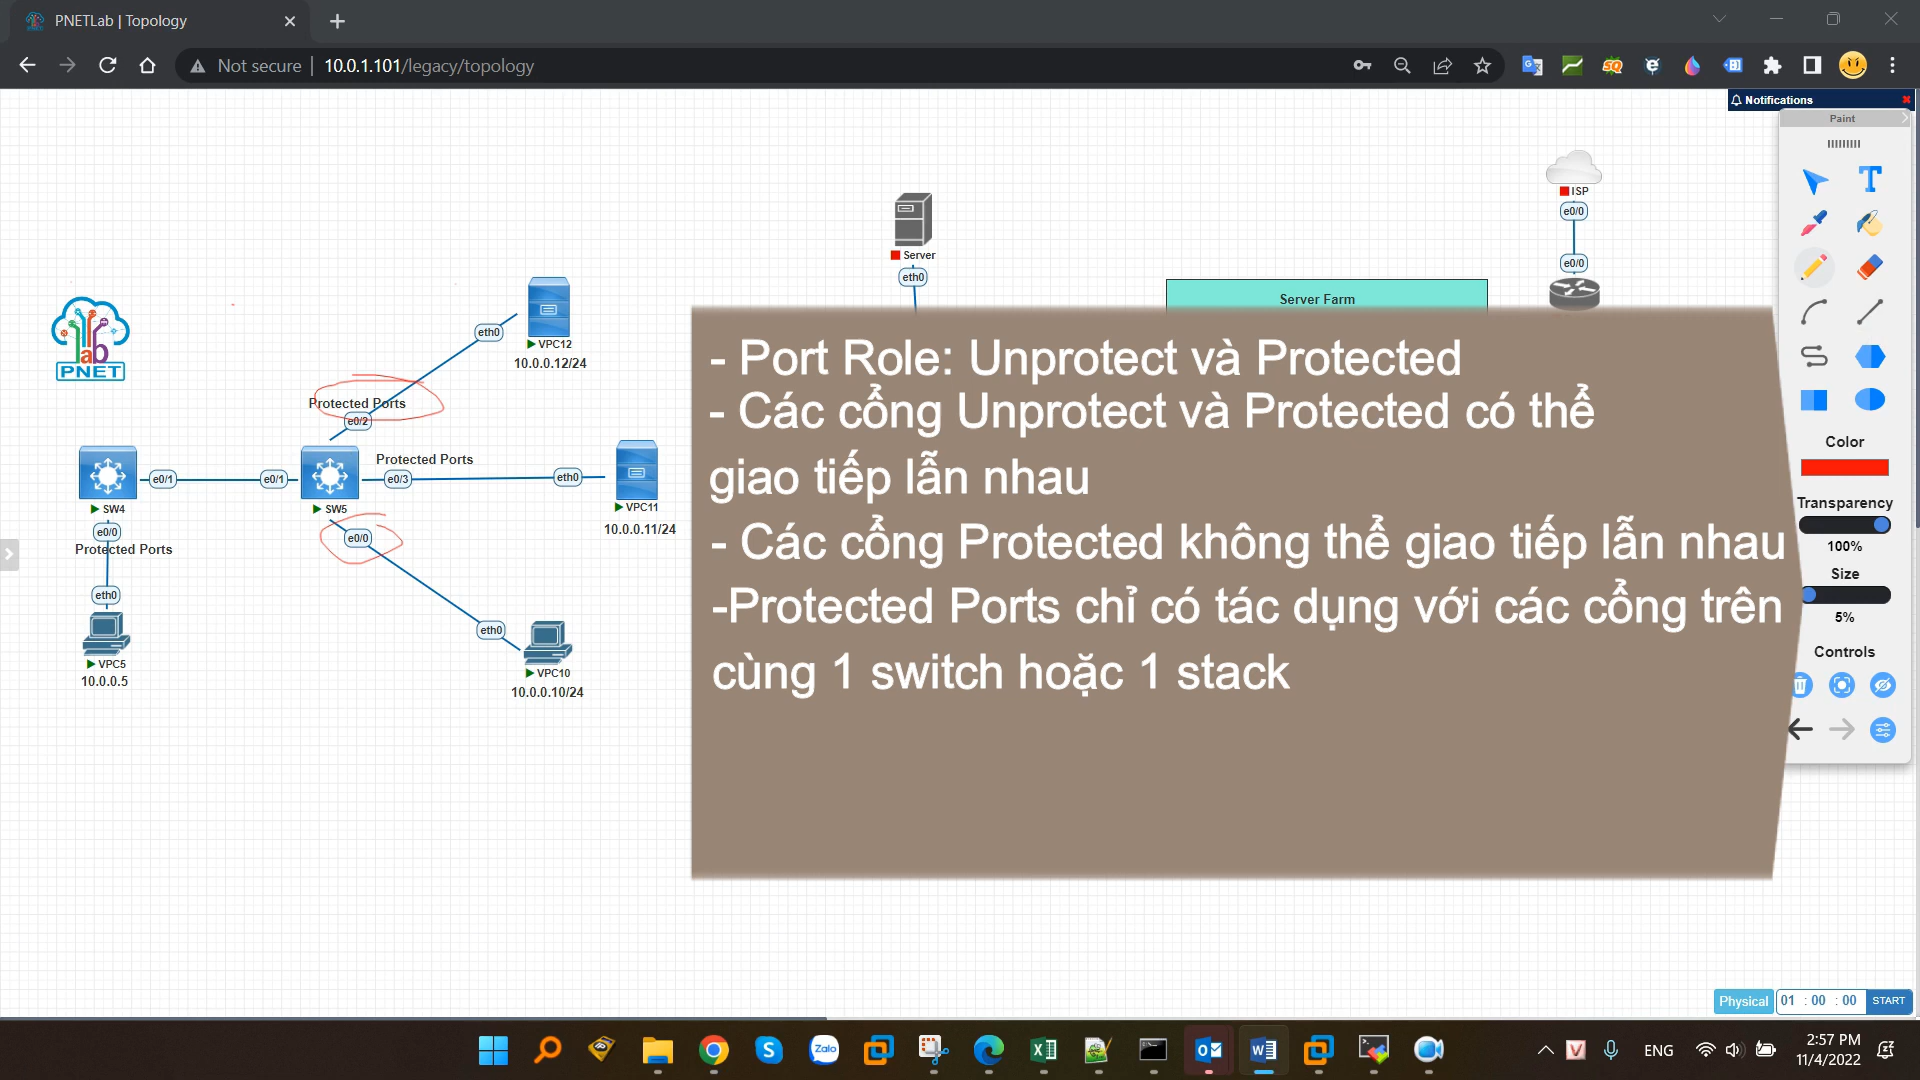 PNETLab | Topology
Not secure
10.0.1.101/legacy/topology
Notifications
Paint
ISP
e0/0
e0/0
Server
eth0
Server Farm
VPC12
10.0.0.12/24
eth0
lab
PNET
Protected Ports
e0/2
Protected Ports
e0/1
e0/1
e0/3
eth0
SW4
SW5
VPC11
10.0.0.11/24
e0/0
e0/0
Protected Ports
eth0
eth0
VPC5
10.0.0.5
VPC10
10.0.0.10/24
- Port Role: Unprotect và Protected
- Các cổng Unprotect và Protected có thể
giao tiếp lẫn nhau
- Các cổng Protected không thể giao tiếp lẫn nhau
-Protected Ports chỉ có tác dụng với các cổng trên
cùng 1 switch hoặc 1 stack
Color
Transparency
100%
Size
5%
Controls
Physical
01 : 00 : 00
START
Zalo
ENG
2:57 PM
11/4/2022